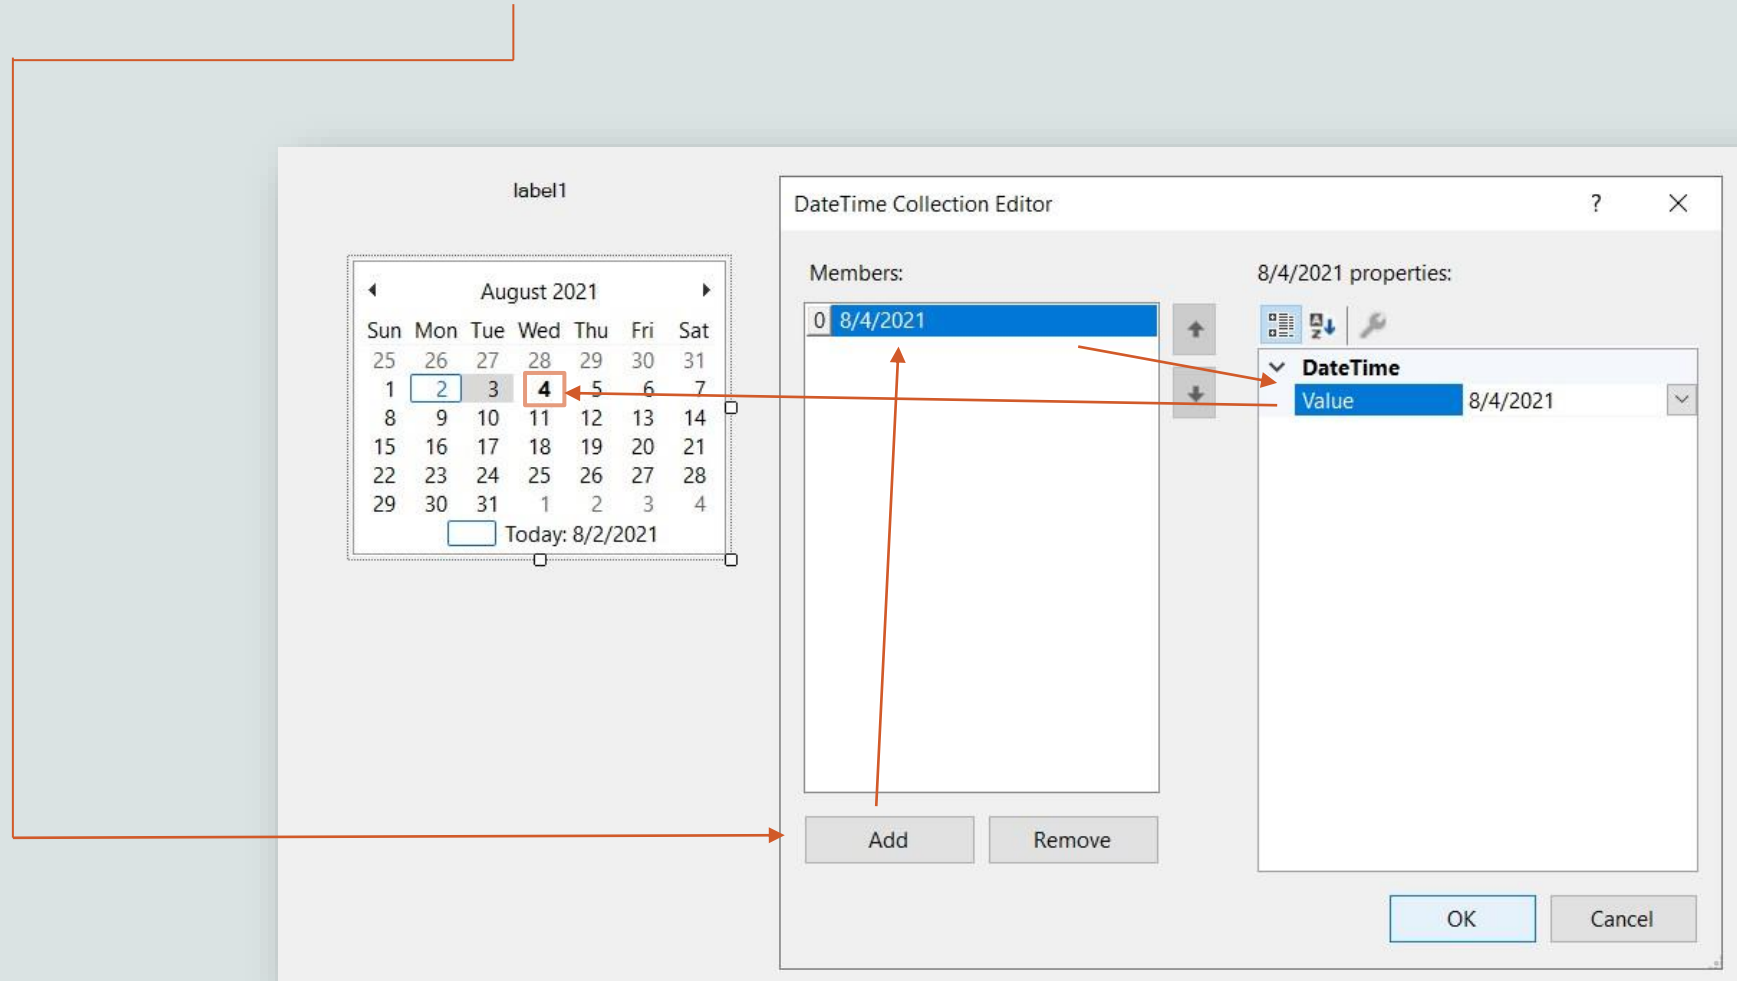 label1
August 2021
Sun Mon Tue Wed Thu Fri Sat
25 26 27 28 29 30 31
1 2 3 4 5 6 7
8 9 10 11 12 13 14
15 16 17 18 19 20 21
22 23 24 25 26 27 28
29 30 31 1 2 3 4
Today: 8/2/2021
DateTime Collection Editor ?
Members:
0 8/4/2021
Add Remove
8/4/2021 properties:
AZ
DateTime
Value 8/4/2021
OK Cancel